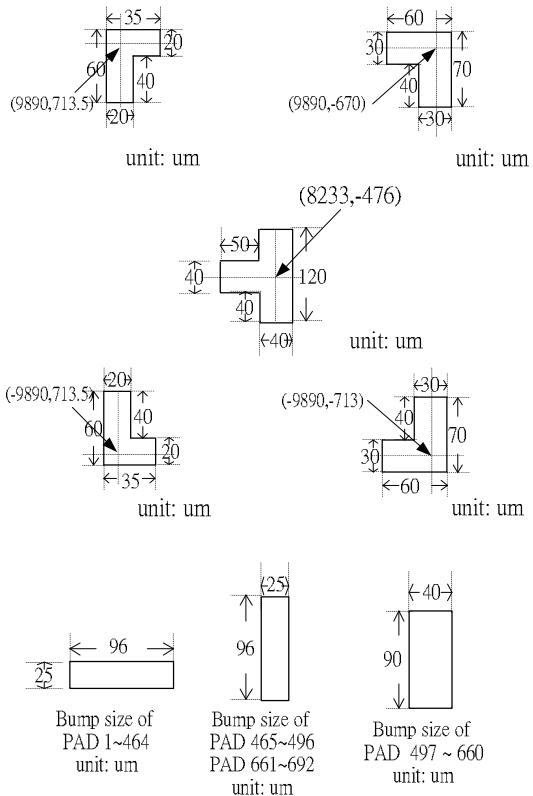 35
20
60
40
(9890,713.5)
20
unit: um
60
30
70
40
(9890,-670)
30
unit: um
(8233,-476)
50
40
120
40
40
unit: um
20
(-9890,713.5)
60
40
20
35
unit: um
30
(-9890,-713)
40
70
30
60
unit: um
96
25
Bump size of
PAD 1~464
unit: um
25
96
Bump size of
PAD 465~496
PAD 661~692
unit: um
40
90
Bump size of
PAD 497 ~ 660
unit: um